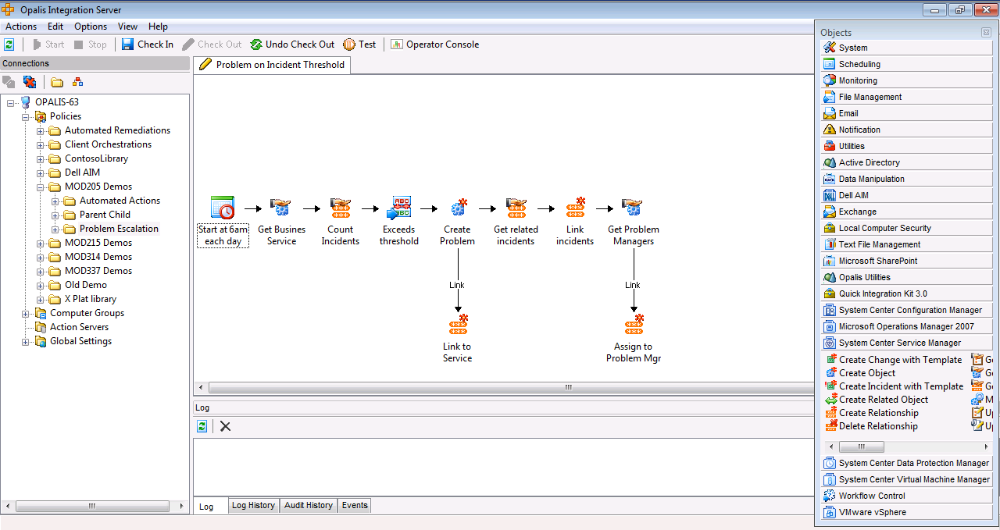 Opalis Integration Server
Actions Edit Options View Help
Start Stop Check In Check Out Undo Check Out Test Operator Console
Connections
OPALIS-63
Policies
Automated Remediations
Client Orchestrations
ContosoLibrary
Dell AIM
MOD205 Demos
Automated Actions
Parent Child
Problem Escalation
MOD215 Demos
MOD314 Demos
MOD337 Demos
Old Demo
X Plat library
Computer Groups
Action Servers
Global Settings
Problem on Incident Threshold
Start at 6am
each day
Get Busines
Service
Count
Incidents
ABC
ABC
Exceeds
threshold
Create
Problem
Get related
incidents
Link
incidents
Get Problem
Managers
Link
Link
Link to
Service
Assign to
Problem Mgr
Log
Log Log History Audit History Events
Objects
System
Scheduling
Monitoring
File Management
Email
Notification
Utilities
Active Directory
Data Manipulation
Dell AIM
Exchange
Local Computer Security
Text File Management
Microsoft SharePoint
Opalis Utilities
Quick Integration Kit 3.0
System Center Configuration Manager
Microsoft Operations Manager 2007
System Center Service Manager
Create Change with Template
Create Object
Create Incident with Template
Create Related Object
Create Relationship
Delete Relationship
System Center Data Protection Manager
System Center Virtual Machine Manager
Workflow Control
VMware vSphere